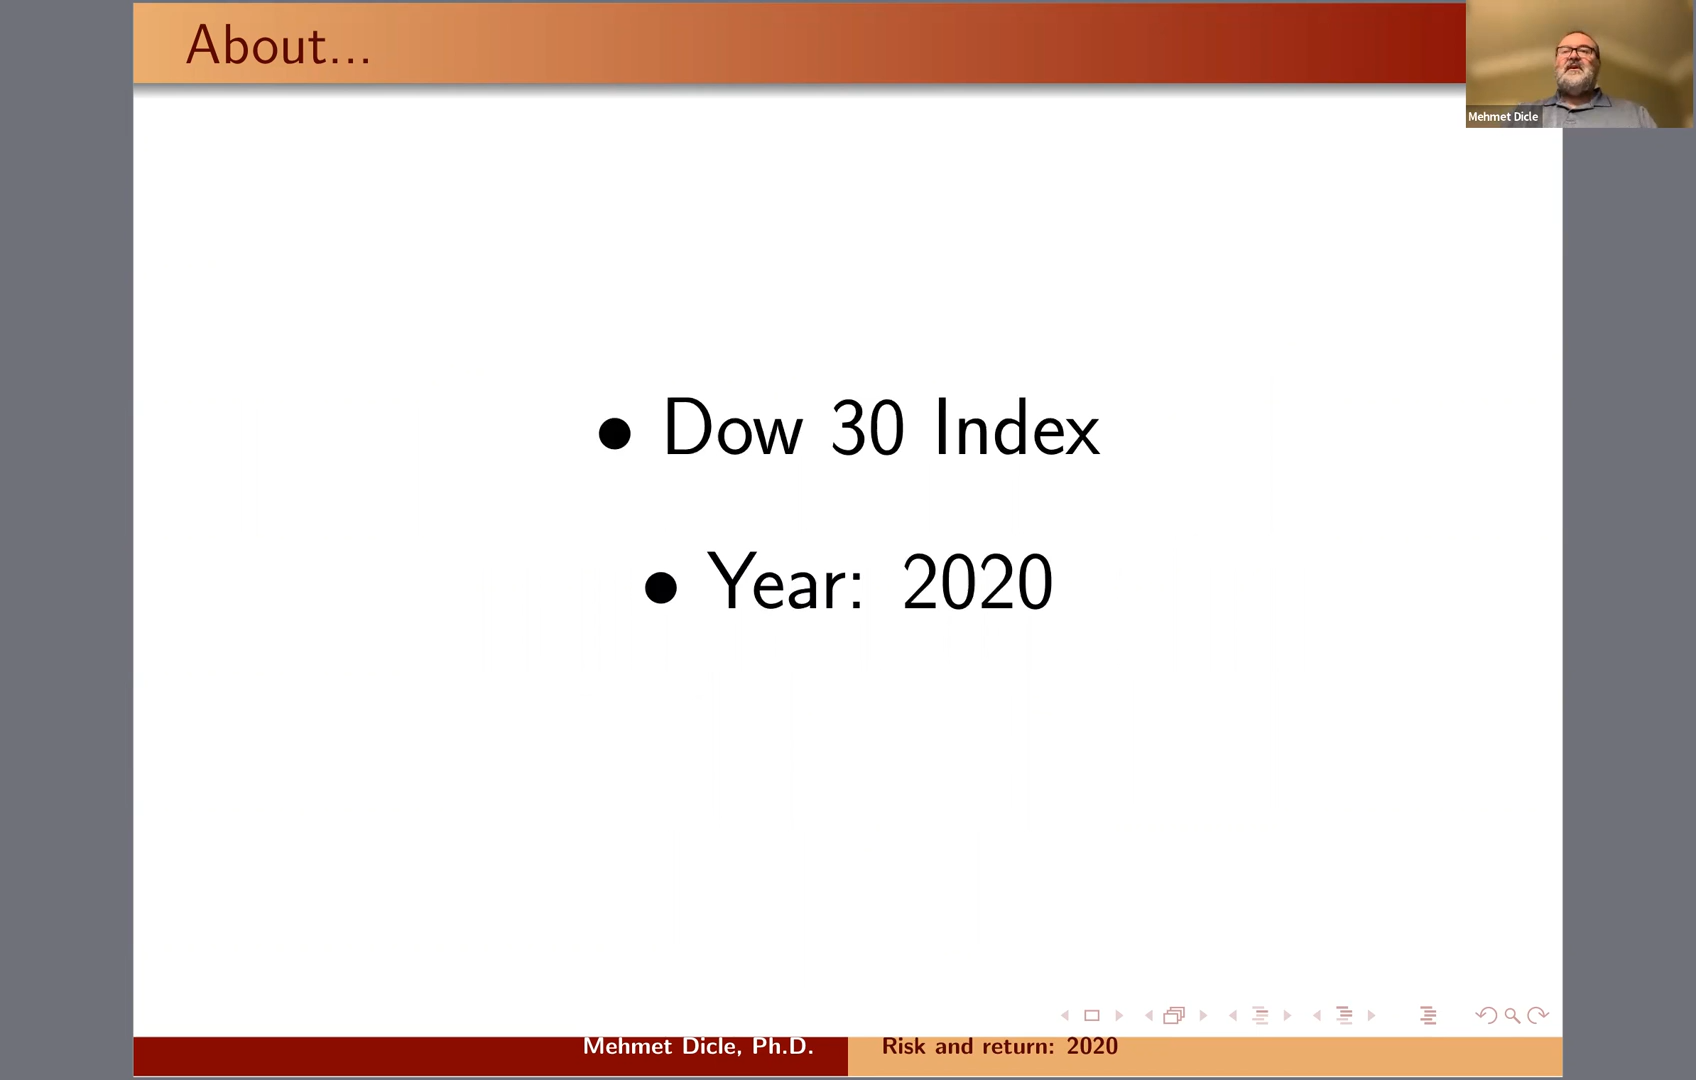 About...
Mehmet Dicle
• Dow 30 Index
• Year: 2020
Mehmet Dicle, Ph.D.
Risk and return: 2020